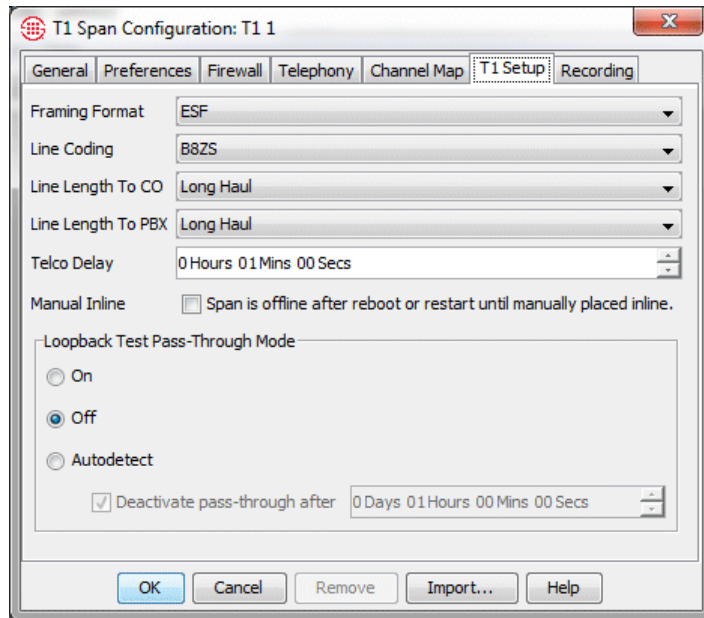 T1 Span Configuration: T1 1
General Preferences Firewall Telephony Channel Map T1 Setup Recording
Framing Format ESF
Line Coding B8ZS
Line Length To CO Long Haul
Line Length To PBX Long Haul
Telco Delay 0 Hours 01 Mins 00 Secs
Manual Inline Span is offline after reboot or restart until manually placed inline.
Loopback Test Pass-Through Mode
On
Off
Autodetect
Deactivate pass-through after 0 Days 01 Hours 00 Mins 00 Secs
OK Cancel Remove Import... Help